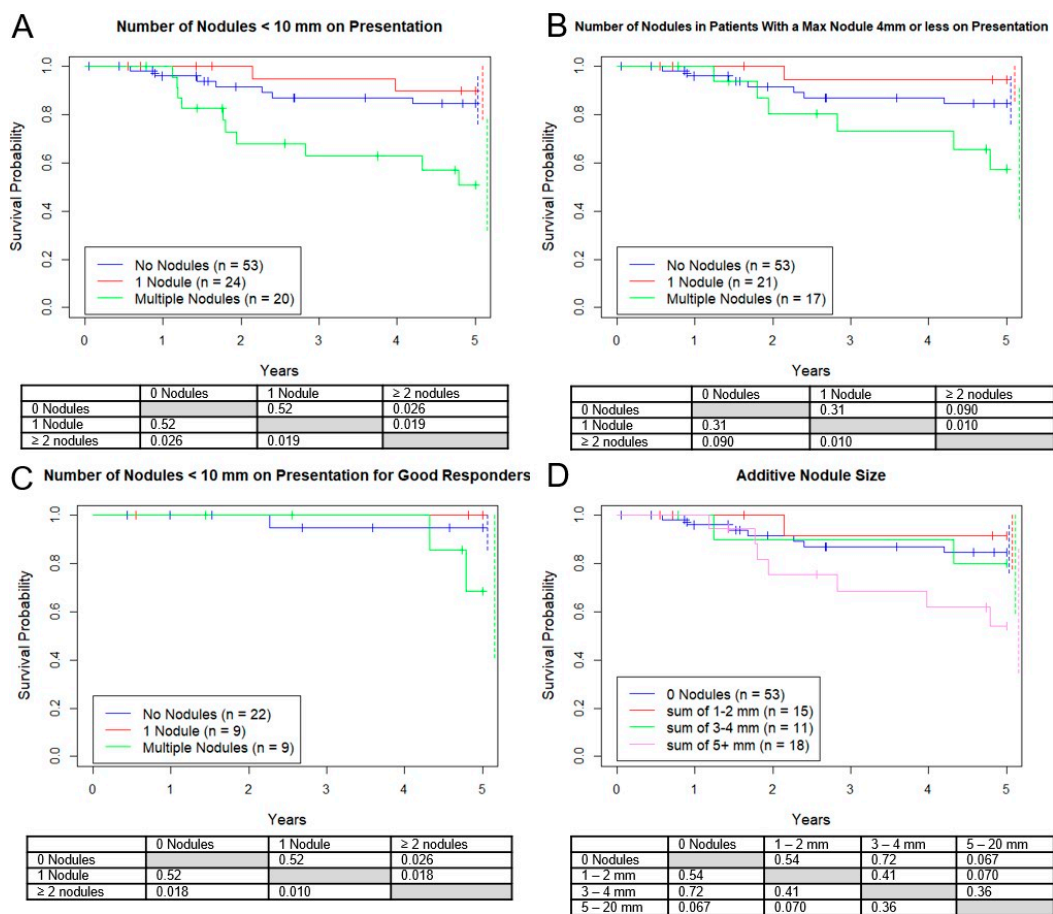 A
Number of Nodules < 10 mm on Presentation
Survival Probability
1.0
0.8
0.6
0.4
0.2
0.0
No Nodules (n = 53)
1 Nodule (n = 24)
Multiple Nodules (n = 20)
0 1 2 3 4 5
Years
0 Nodules 1 Nodule ≥ 2 nodules
0 Nodules 0.52 0.026
1 Nodule 0.52 0.019
≥ 2 nodules 0.026 0.019
B
Number of Nodules in Patients With a Max Nodule 4mm or less on Presentation
Survival Probability
1.0
0.8
0.6
0.4
0.2
0.0
No Nodules (n = 53)
1 Nodule (n = 21)
Multiple Nodules (n = 17)
0 1 2 3 4 5
Years
0 Nodules 1 Nodule ≥ 2 nodules
0 Nodules 0.31 0.090
1 Nodule 0.31 0.010
≥ 2 nodules 0.090 0.010
C
Number of Nodules < 10 mm on Presentation for Good Responders
Survival Probability
1.0
0.8
0.6
0.4
0.2
0.0
No Nodules (n = 22)
1 Nodule (n = 9)
Multiple Nodules (n = 9)
0 1 2 3 4 5
Years
0 Nodules 1 Nodule ≥ 2 nodules
0 Nodules 0.52 0.026
1 Nodule 0.52 0.018
≥ 2 nodules 0.018 0.010
D
Additive Nodule Size
Survival Probability
1.0
0.8
0.6
0.4
0.2
0.0
0 Nodules (n = 53)
sum of 1-2 mm (n = 15)
sum of 3-4 mm (n = 11)
sum of 5+ mm (n = 18)
0 1 2 3 4 5
Years
0 Nodules 1 – 2 mm 3 – 4 mm 5 – 20 mm
0 Nodules 0.54 0.72 0.067
1 – 2 mm 0.54 0.41 0.070
3 – 4 mm 0.72 0.41 0.36
5 – 20 mm 0.067 0.070 0.36